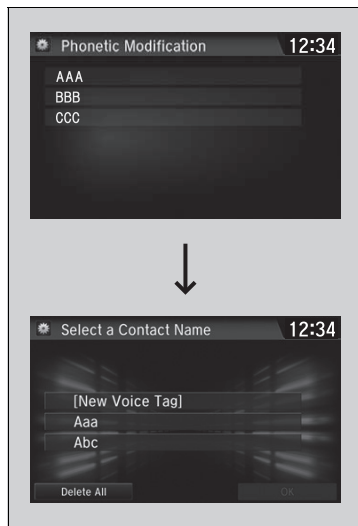 Phonetic Modification 12:34
AAA
BBB
CCC
Select a Contact Name 12:34
[New Voice Tag]
Aaa
Abc
Delete All OK